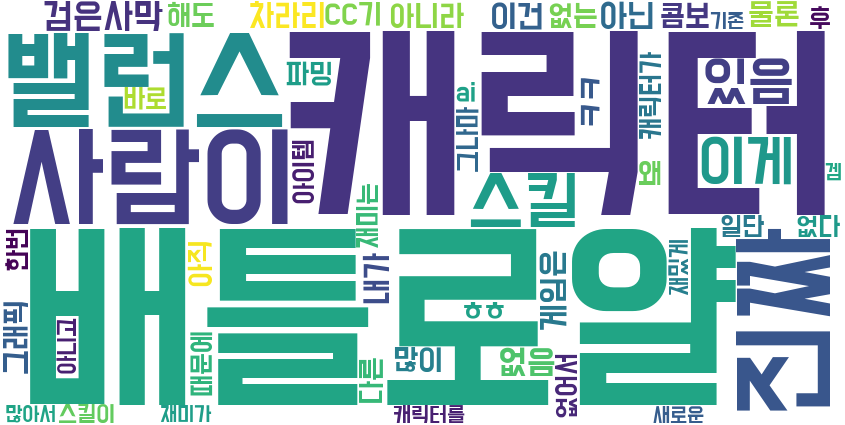 검은사막 해도 차라리 CC기 아니라 이건 없는 아닌 콤보 기존 물론 후
밸런스 캐릭터
바로 파밍 ai ㅋㅋ 캐릭터가 있음
사람이 아이템 그나마 이게 왜 겜
스킬
한번 배틀로얄 재미는 일단 없다
아직 내가 게임은 재밌게 진짜
그래픽 ㅎㅎ
아니고 때문에 다른 많이 없음 없어서
많아서 스킬이 재미가 캐릭터를 새로운